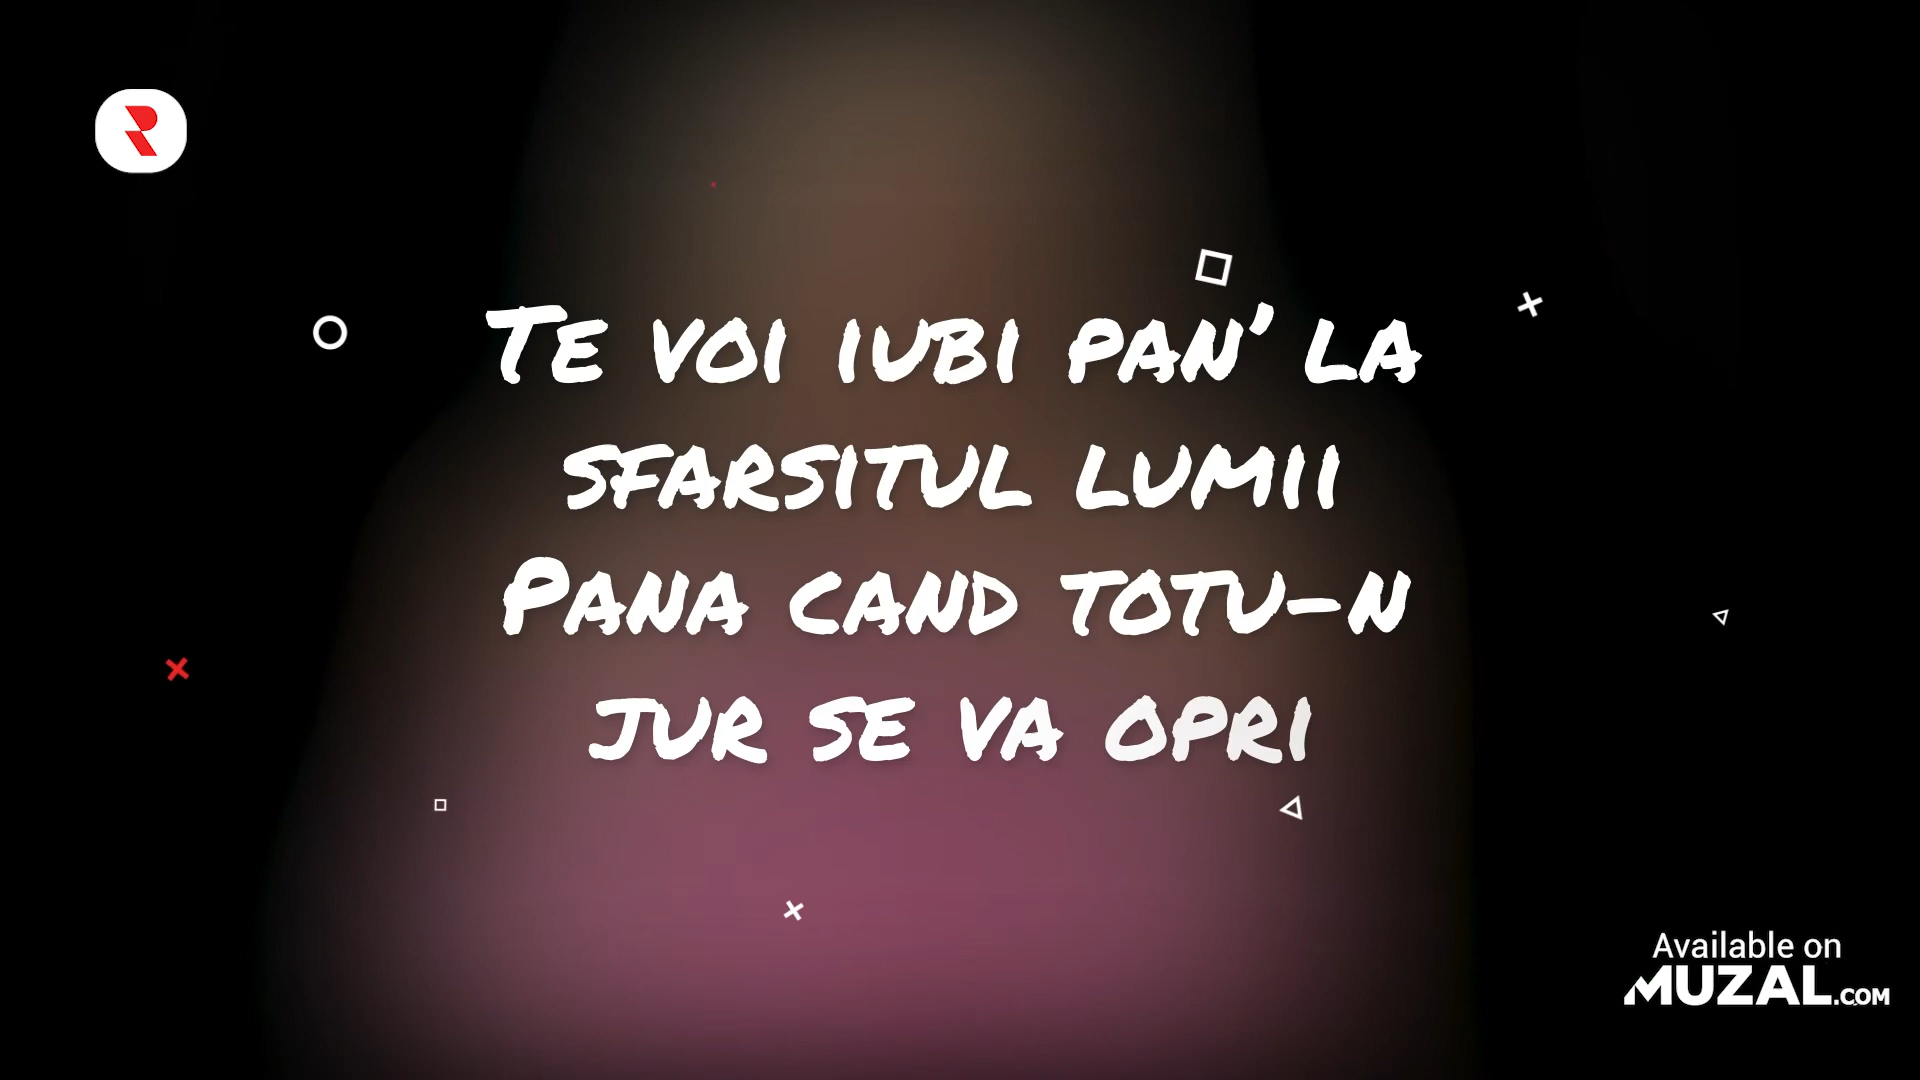 Te voi iubi pan’ la
sfarsitul lumii
Pana cand totu-n
jur se va opri
Available on
MUZAL.COM